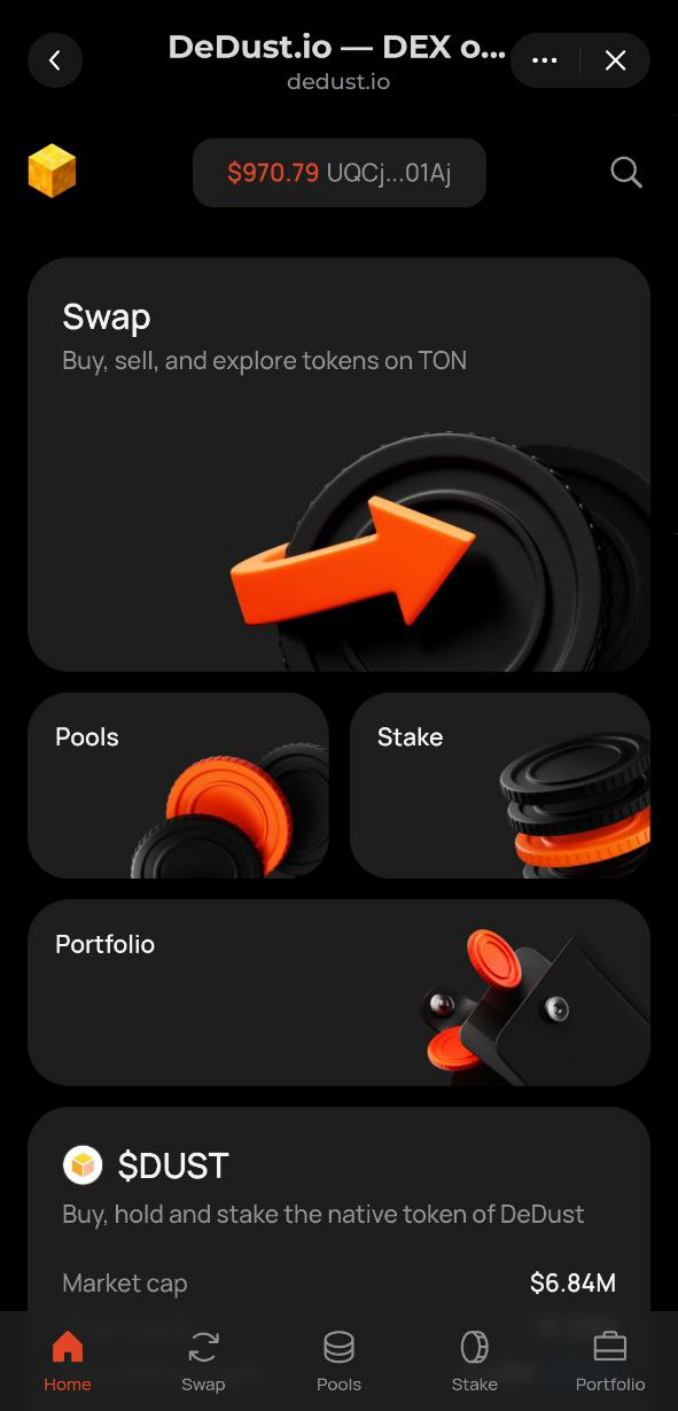 DeDust.io — DEX o...
dedust.io
$970.79 UQCj...01Aj
Swap
Buy, sell, and explore tokens on TON
Pools
Stake
Portfolio
$DUST
Buy, hold and stake the native token of DeDust
Market cap
$6.84M
Home
Swap
Pools
Stake
Portfolio